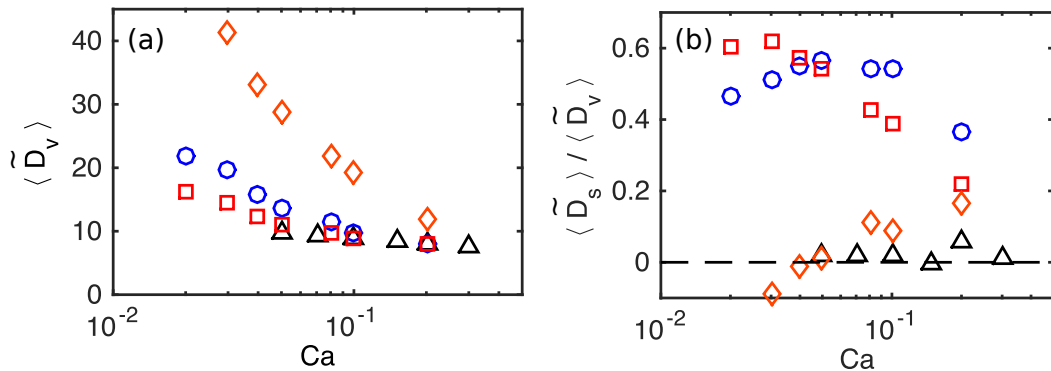 (a)
40
30
20
10
0
10⁻²
10⁻¹
Ca
⟨ D̃ᵥ ⟩
(b)
0.6
0.4
0.2
0
10⁻²
10⁻¹
Ca
⟨ D̃ₛ ⟩ / ⟨ D̃ᵥ ⟩